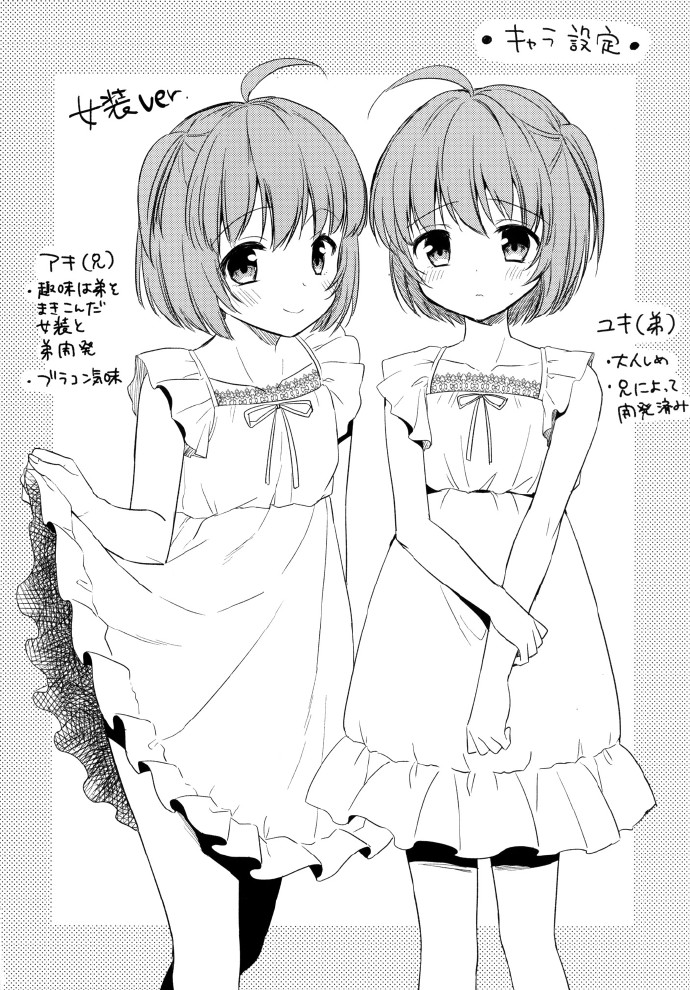 • キャラ設定 •
女装ver.
アキ(兄)
・趣味は弟を
まきこんだ
女装と
弟開発
・ブラコン気味
ユキ(弟)
・大人しめ
・兄によって
開発済み